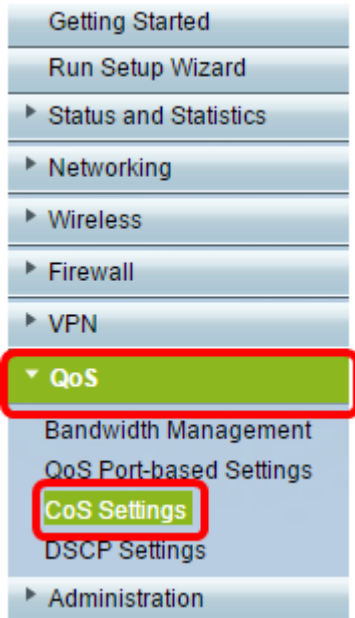 Getting Started
Run Setup Wizard
Status and Statistics
Networking
Wireless
Firewall
VPN
QoS
Bandwidth Management
QoS Port-based Settings
CoS Settings
DSCP Settings
Administration